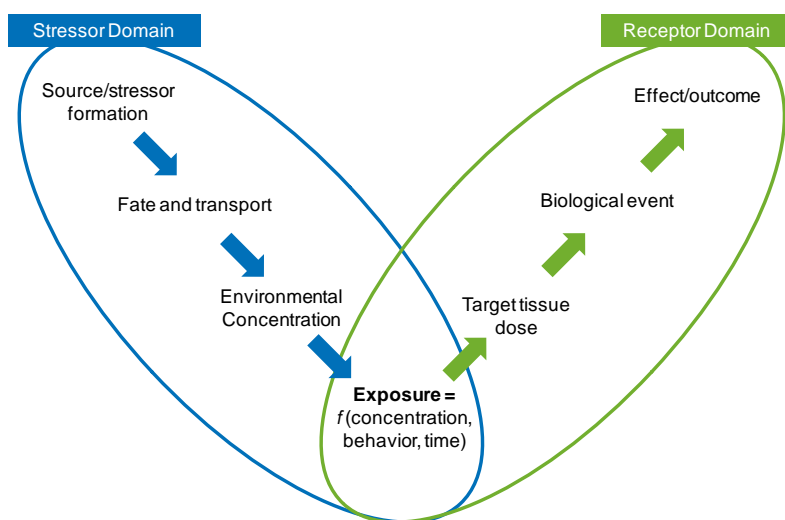 Stressor Domain
Receptor Domain
Source/stressor
formation
Effect/outcome
Fate and transport
Biological event
Environmental
Concentration
Target tissue
dose
Exposure =
f (concentration,
behavior, time)